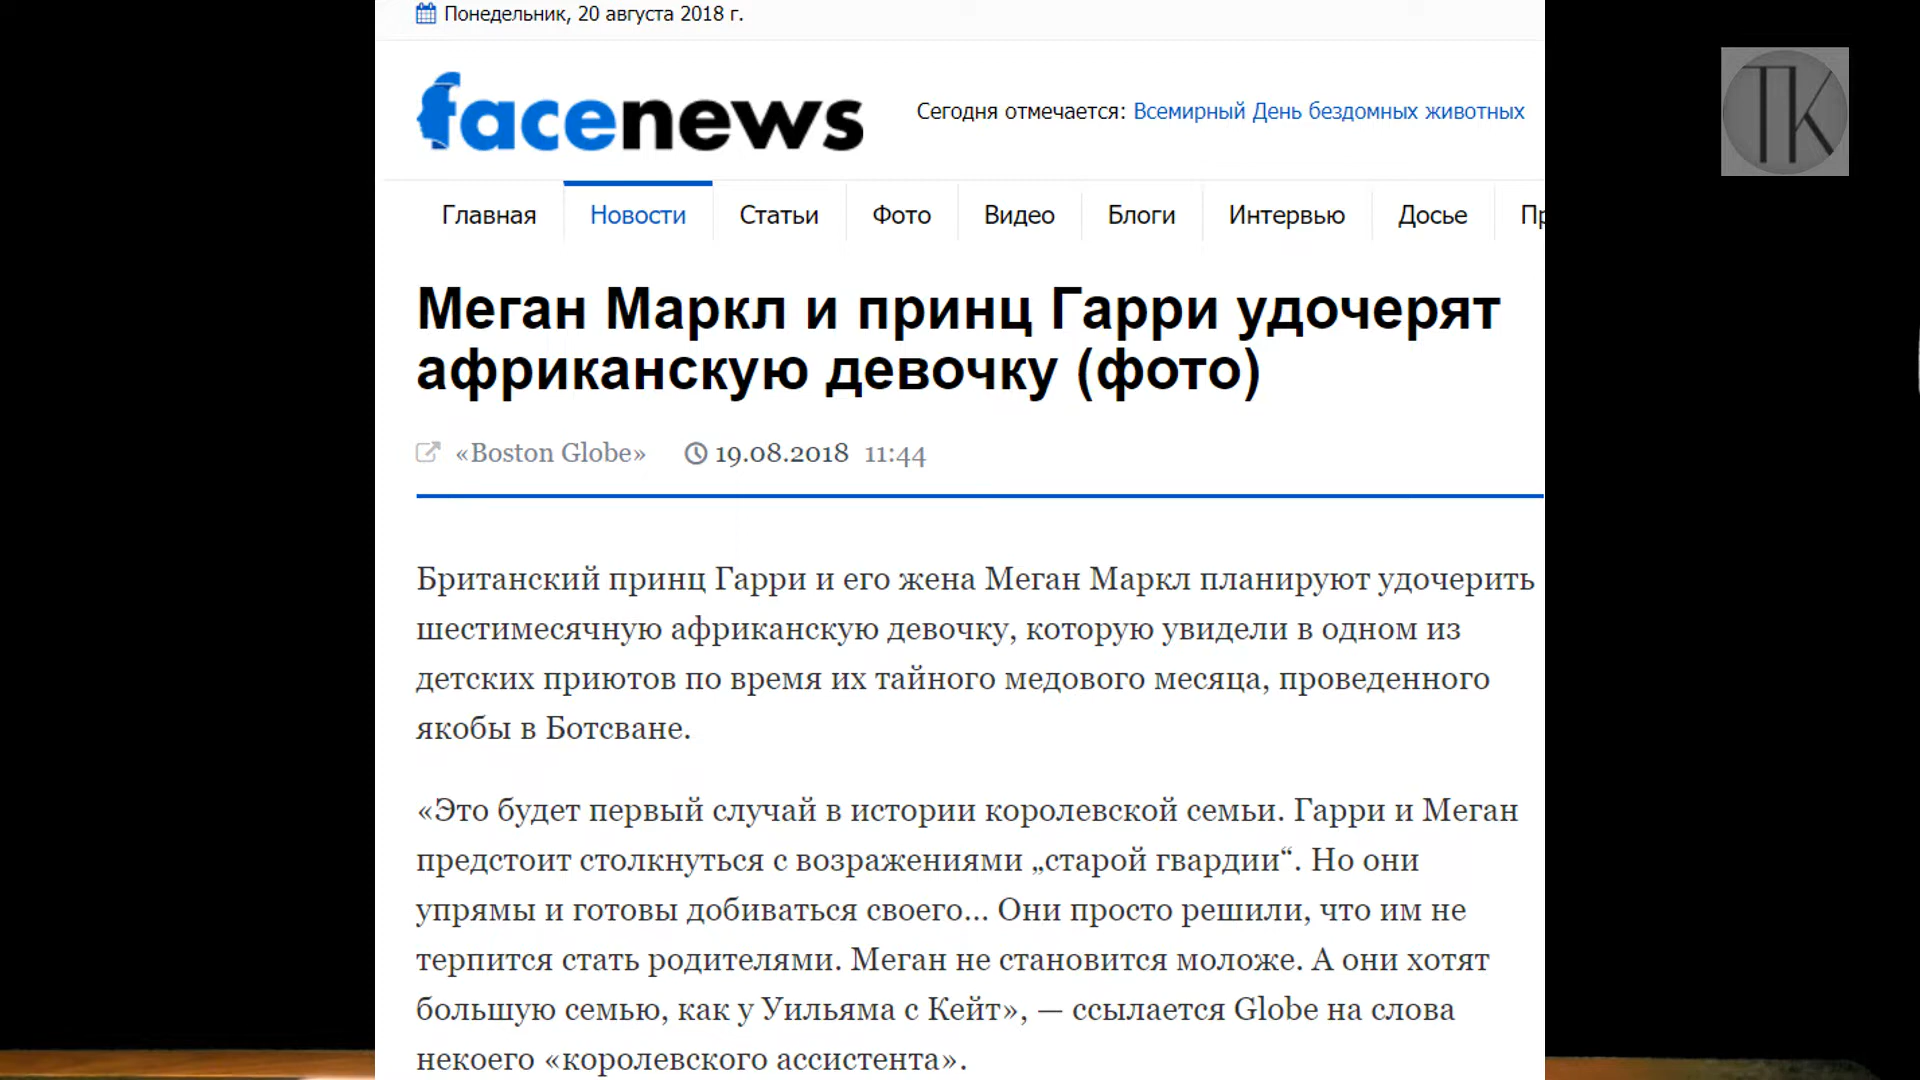 Понедельник, 20 августа 2018 г.
facenews
Сегодня отмечается: Всемирный День бездомных животных
Главная Новости Статьи Фото Видео Блоги Интервью Досье Пр
Меган Маркл и принц Гарри удочерят
африканскую девочку (фото)
«Boston Globe» 19.08.2018 11:44
Британский принц Гарри и его жена Меган Маркл планируют удочерить
шестимесячную африканскую девочку, которую увидели в одном из
детских приютов по время их тайного медового месяца, проведенного
якобы в Ботсване.
«Это будет первый случай в истории королевской семьи. Гарри и Меган
предстоит столкнуться с возражениями „старой гвардии“. Но они
упрямы и готовы добиваться своего... Они просто решили, что им не
терпится стать родителями. Меган не становится моложе. А они хотят
большую семью, как у Уильяма с Кейт», — ссылается Globe на слова
некоего «королевского ассистента».
ТК